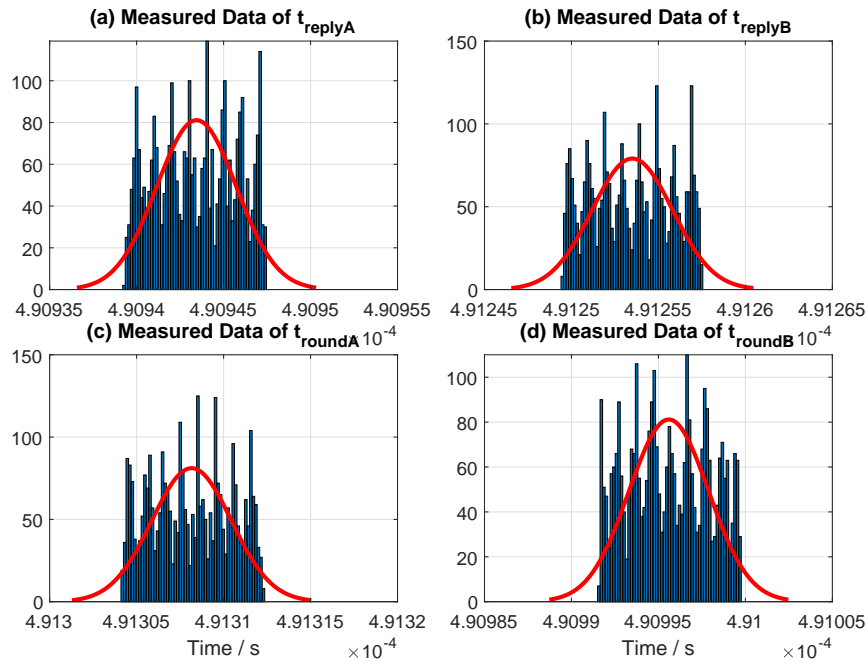 (a) Measured Data of t_replyA
100
80
60
40
20
0
4.90935 4.9094 4.90945 4.9095 4.90955
×10^-4
(b) Measured Data of t_replyB
150
100
50
0
4.91245 4.9125 4.91255 4.9126 4.91265
×10^-4
(c) Measured Data of t_roundA
150
100
50
0
4.913 4.91305 4.9131 4.91315 4.9132
Time / s
×10^-4
(d) Measured Data of t_roundB
100
80
60
40
20
0
4.90985 4.9099 4.90995 4.91 4.91005
Time / s
×10^-4